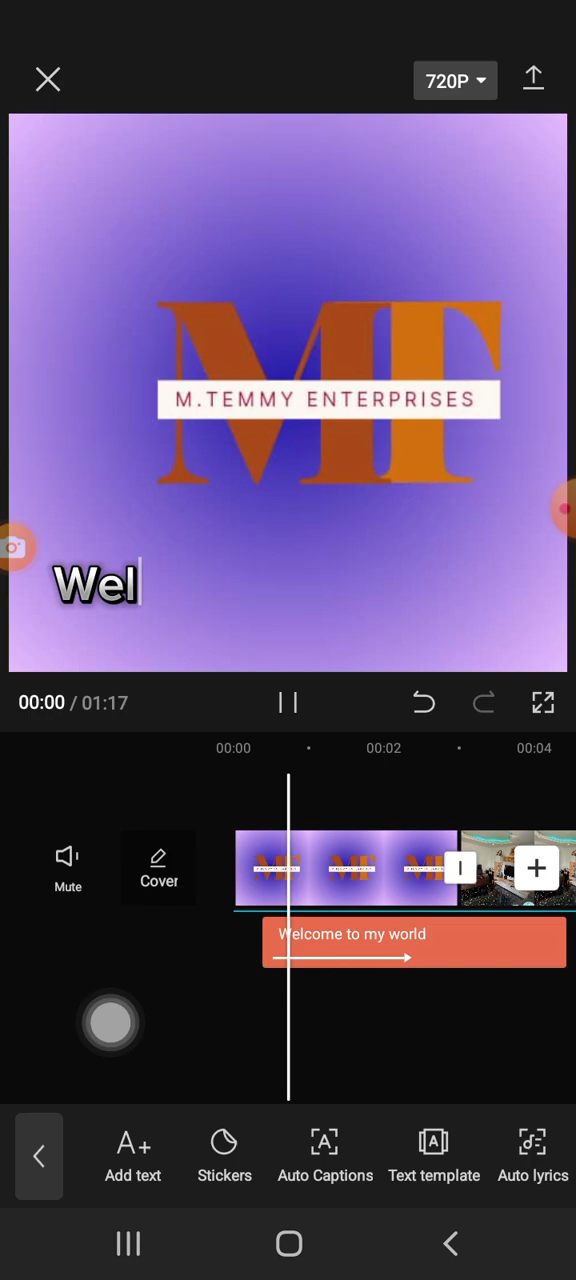 720P
MT
M.TEMMY ENTERPRISES
Wel
00:00 / 01:17
00:00 00:02 00:04
Mute
Cover
Welcome to my world
A+
Add text
Stickers
A
Auto Captions
A
Text template
Auto lyrics